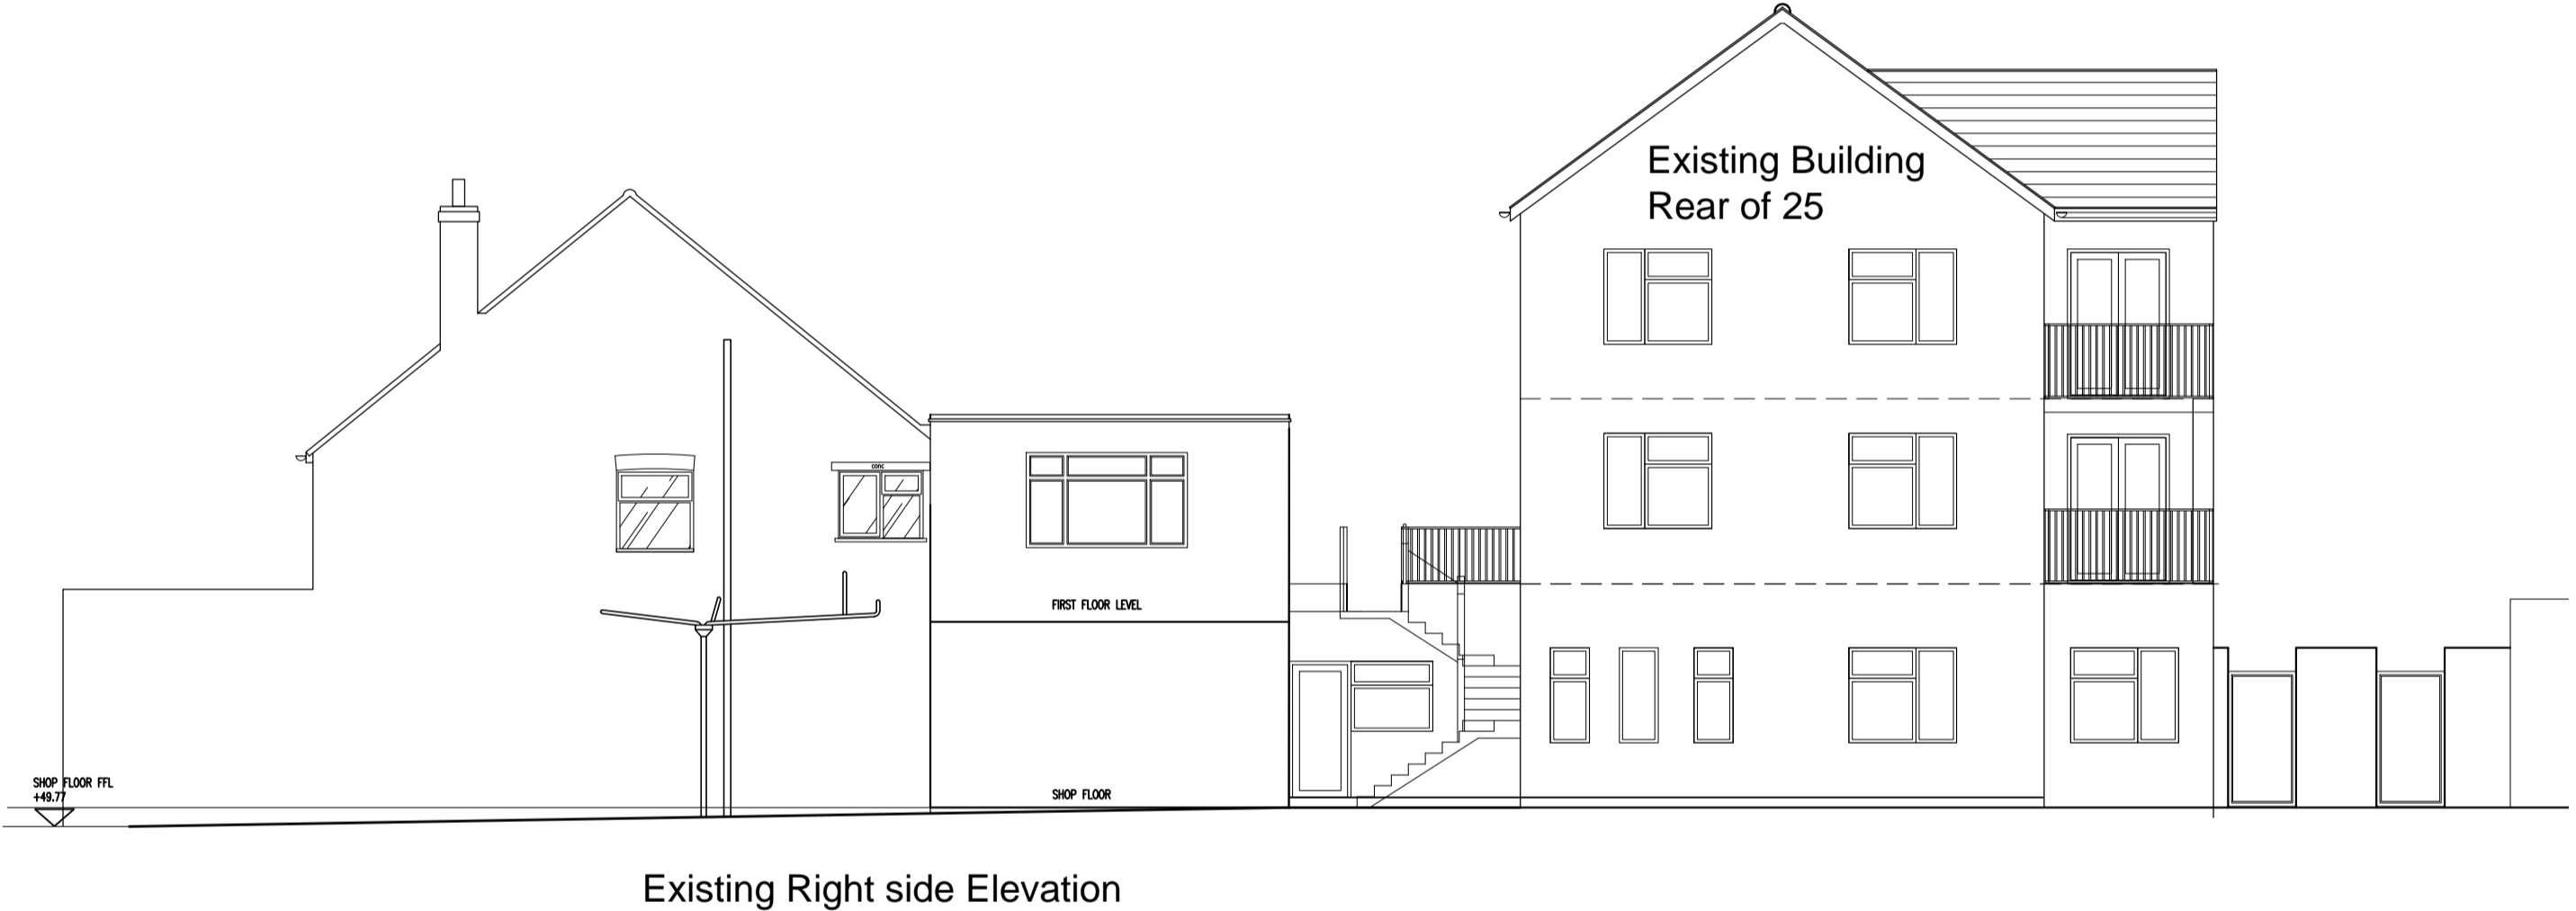 Existing Building
Rear of 25
conc
FIRST FLOOR LEVEL
SHOP FLOOR FFL
+49.77
SHOP FLOOR
Existing Right side Elevation